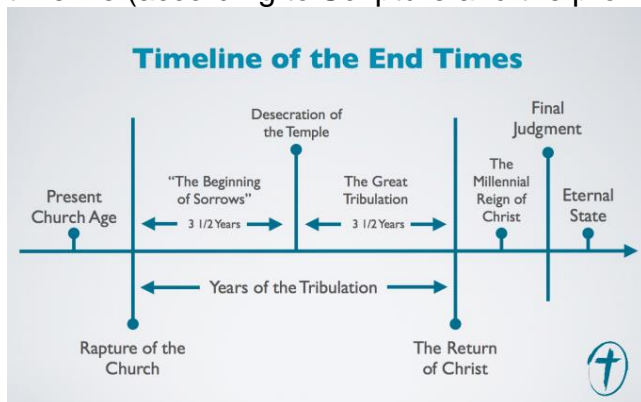 Timeline of the End Times
Desecration of
the Temple
Final
Judgment
Present
Church Age
"The Beginning
of Sorrows"
3 1/2 Years
The Great
Tribulation
3 1/2 Years
The
Millennial
Reign of
Christ
Eternal
State
Years of the Tribulation
Rapture of the
Church
The Return
of Christ